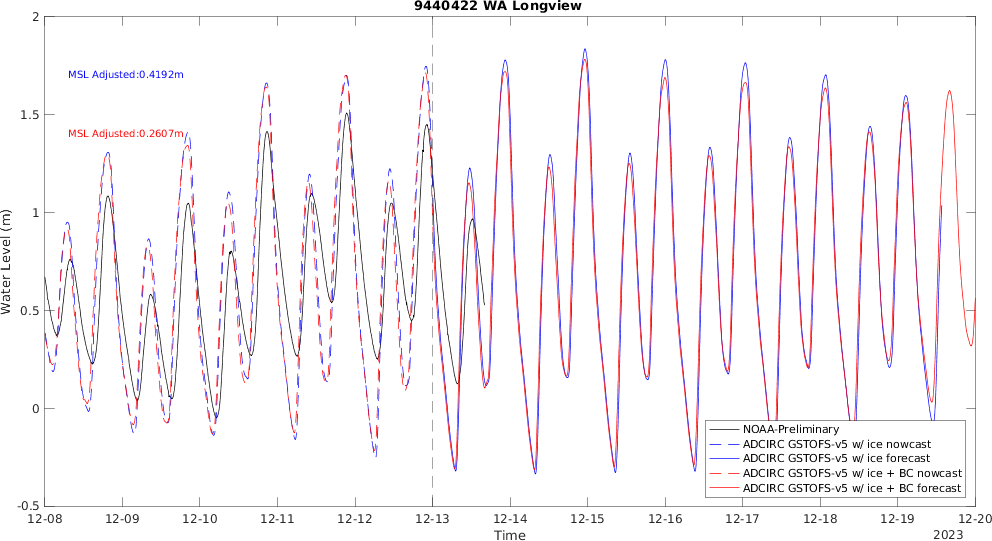 9440422 WA Longview
MSL Adjusted:0.4192m
MSL Adjusted:0.2607m
Water Level (m)
2
1.5
1
0.5
0
-0.5
NOAA-Preliminary
ADCIRC GSTOFS-v5 w/ ice nowcast
ADCIRC GSTOFS-v5 w/ ice forecast
ADCIRC GSTOFS-v5 w/ ice + BC nowcast
ADCIRC GSTOFS-v5 w/ ice + BC forecast
12-08 12-09 12-10 12-11 12-12 12-13 12-14 12-15 12-16 12-17 12-18 12-19 12-20
Time
2023